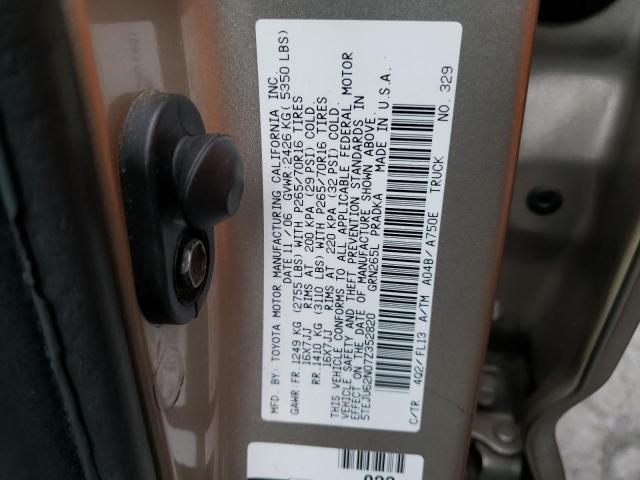 MFD. BY: TOYOTA MOTOR MANUFACTURING CALIFORNIA INC.
DATE 11/06 GVWR: 2426 KG( 5350 LBS)
GAWR: FR. 1249 KG (2755 LBS) WITH P265/70R16 TIRES
16X7JJ RIMS AT 200 KPA (29 PSI) COLD
RR. 1410 KG (3110 LBS) WITH P265/70R16 TIRES
16X7JJ RIMS AT 220 KPA (32 PSI) COLD.
THIS VEHICLE CONFORMS TO ALL APPLICABLE FEDERAL MOTOR
VEHICLE SAFETY AND THEFT PREVENTION STANDARDS IN
EFFECT ON THE DATE OF MANUFACTURE SHOWN ABOVE.
5TEJU62N07Z352820 GRN265L PRADKA MADE IN U.S.A.
C/TR 4Q2/FL13 A/TM A04B/A750E TRUCK NO. 329